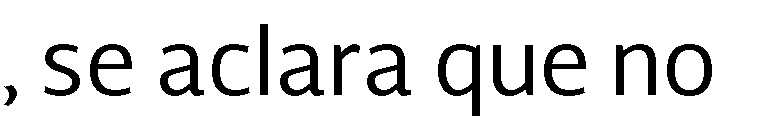 , se aclara que no